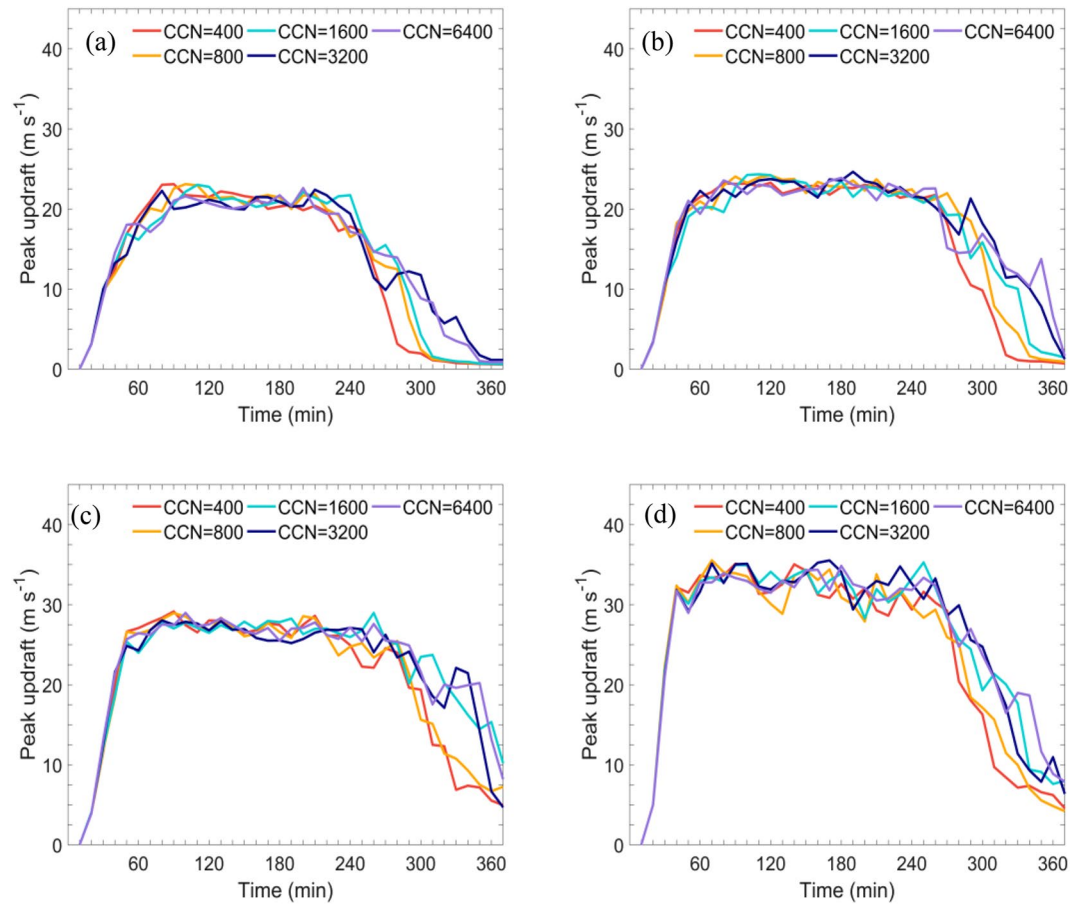 (a)
CCN=400 CCN=1600 CCN=6400
CCN=800 CCN=3200
Peak updraft (m s-1)
40
30
20
10
0
60 120 180 240 300 360
Time (min)
(b)
CCN=400 CCN=1600 CCN=6400
CCN=800 CCN=3200
Peak updraft (m s-1)
40
30
20
10
0
60 120 180 240 300 360
Time (min)
(c)
CCN=400 CCN=1600 CCN=6400
CCN=800 CCN=3200
Peak updraft (m s-1)
40
30
20
10
0
60 120 180 240 300 360
Time (min)
(d)
CCN=400 CCN=1600 CCN=6400
CCN=800 CCN=3200
Peak updraft (m s-1)
40
30
20
10
0
60 120 180 240 300 360
Time (min)